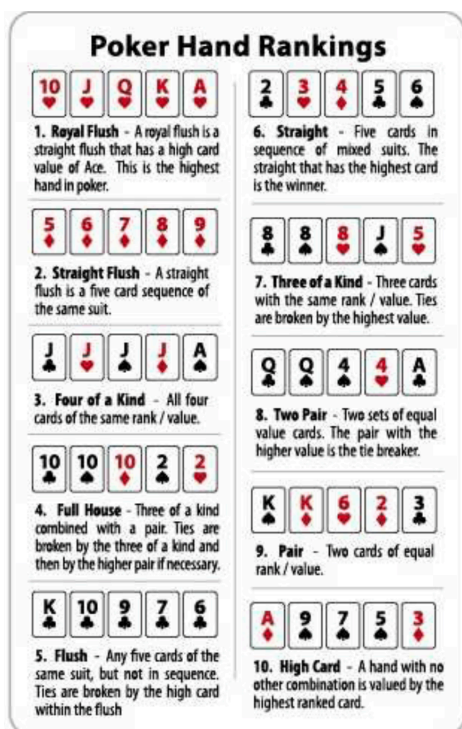 Poker Hand Rankings
10 J Q K A
1. Royal Flush - A royal flush is a
straight flush that has a high card
value of Ace. This is the highest
hand in poker.
5 6 7 8 9
2. Straight Flush - A straight
flush is a five card sequence of
the same suit.
J J J J A
3. Four of a Kind - All four
cards of the same rank / value.
10 10 10 2 2
4. Full House - Three of a kind
combined with a pair. Ties are
broken by the three of a kind and
then by the higher pair if necessary.
K 10 9 7 6
5. Flush - Any five cards of the
same suit, but not in sequence.
Ties are broken by the high card
within the flush
2 3 4 5 6
6. Straight - Five cards in
sequence of mixed suits. The
straight that has the highest card
is the winner.
8 8 8 J 5
7. Three of a Kind - Three cards
with the same rank / value. Ties
are broken by the highest value.
Q Q 4 4 A
8. Two Pair - Two sets of equal
value cards. The pair with the
higher value is the tie breaker.
K K 6 2 3
9. Pair - Two cards of equal
rank / value.
A 9 7 5 3
10. High Card - A hand with no
other combination is valued by the
highest ranked card.